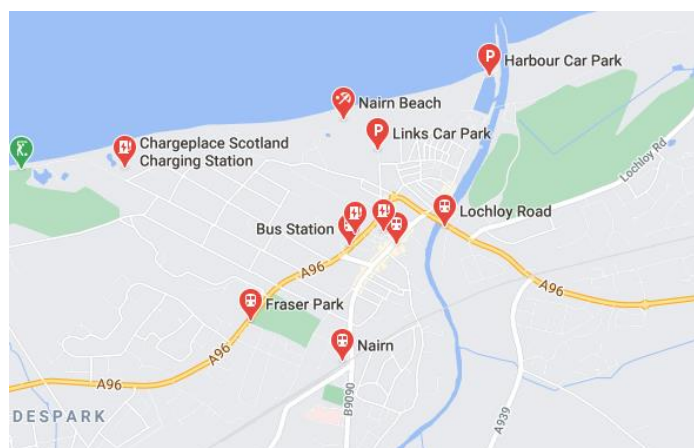 Harbour Car Park
Nairn Beach
Links Car Park
Chargeplace Scotland
Charging Station
Lochloy Rd
Lochloy Road
Bus Station
A96
A96
Fraser Park
A96
Nairn
A96
B9090
A939
DESPARK
P
P